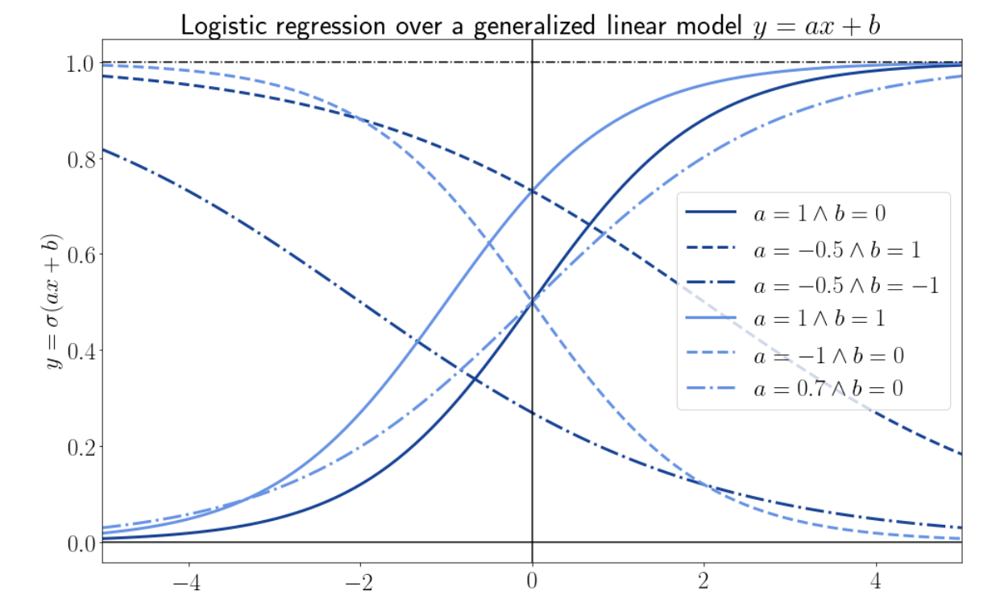 Logistic regression over a generalized linear model y = ax + b
y = σ(ax + b)
1.0
0.8
0.6
0.4
0.2
0.0
a = 1 ∧ b = 0
a = −0.5 ∧ b = 1
a = −0.5 ∧ b = −1
a = 1 ∧ b = 1
a = −1 ∧ b = 0
a = 0.7 ∧ b = 0
−4
−2
0
2
4